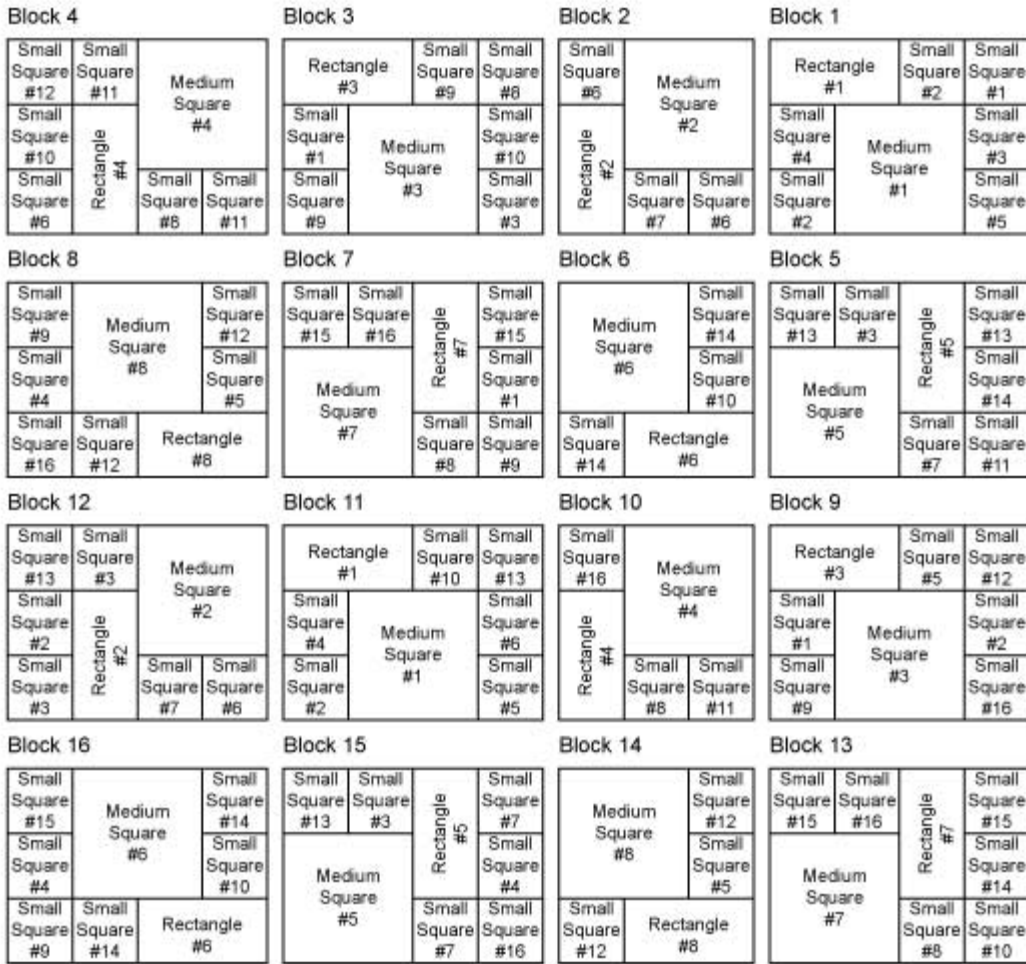 Block 4
Small
Square
#12
Small
Square
#11
Medium
Square
#4
Small
Square
#10
Rectangle
#4
Small
Square
#6
Small
Square
#8
Small
Square
#11
Block 3
Rectangle
#3
Small
Square
#9
Small
Square
#8
Small
Square
#1
Medium
Square
#3
Small
Square
#10
Small
Square
#9
Small
Square
#3
Block 2
Small
Square
#6
Medium
Square
#2
Rectangle
#2
Small
Square
#7
Small
Square
#6
Block 1
Rectangle
#1
Small
Square
#2
Small
Square
#1
Small
Square
#4
Medium
Square
#1
Small
Square
#3
Small
Square
#2
Small
Square
#5
Block 8
Small
Square
#9
Medium
Square
#8
Small
Square
#12
Small
Square
#4
Small
Square
#5
Small
Square
#16
Small
Square
#12
Rectangle
#8
Block 7
Small
Square
#15
Small
Square
#16
Rectangle
#7
Small
Square
#15
Medium
Square
#7
Small
Square
#1
Small
Square
#8
Small
Square
#9
Block 6
Medium
Square
#6
Small
Square
#14
Small
Square
#10
Small
Square
#14
Rectangle
#6
Block 5
Small
Square
#13
Small
Square
#3
Rectangle
#5
Small
Square
#13
Medium
Square
#5
Small
Square
#14
Small
Square
#7
Small
Square
#11
Block 12
Small
Square
#13
Small
Square
#3
Medium
Square
#2
Small
Square
#2
Rectangle
#2
Small
Square
#3
Small
Square
#7
Small
Square
#6
Block 11
Rectangle
#1
Small
Square
#10
Small
Square
#13
Small
Square
#4
Medium
Square
#1
Small
Square
#6
Small
Square
#2
Small
Square
#5
Block 10
Small
Square
#16
Medium
Square
#4
Rectangle
#4
Small
Square
#8
Small
Square
#11
Block 9
Rectangle
#3
Small
Square
#5
Small
Square
#12
Small
Square
#1
Medium
Square
#3
Small
Square
#2
Small
Square
#9
Small
Square
#16
Block 16
Small
Square
#15
Medium
Square
#6
Small
Square
#14
Small
Square
#4
Small
Square
#10
Small
Square
#9
Small
Square
#14
Rectangle
#6
Block 15
Small
Square
#13
Small
Square
#3
Rectangle
#5
Small
Square
#7
Medium
Square
#5
Small
Square
#4
Small
Square
#7
Small
Square
#16
Block 14
Medium
Square
#8
Small
Square
#12
Small
Square
#5
Small
Square
#12
Rectangle
#8
Block 13
Small
Square
#15
Small
Square
#16
Rectangle
#7
Small
Square
#15
Medium
Square
#7
Small
Square
#14
Small
Square
#8
Small
Square
#10